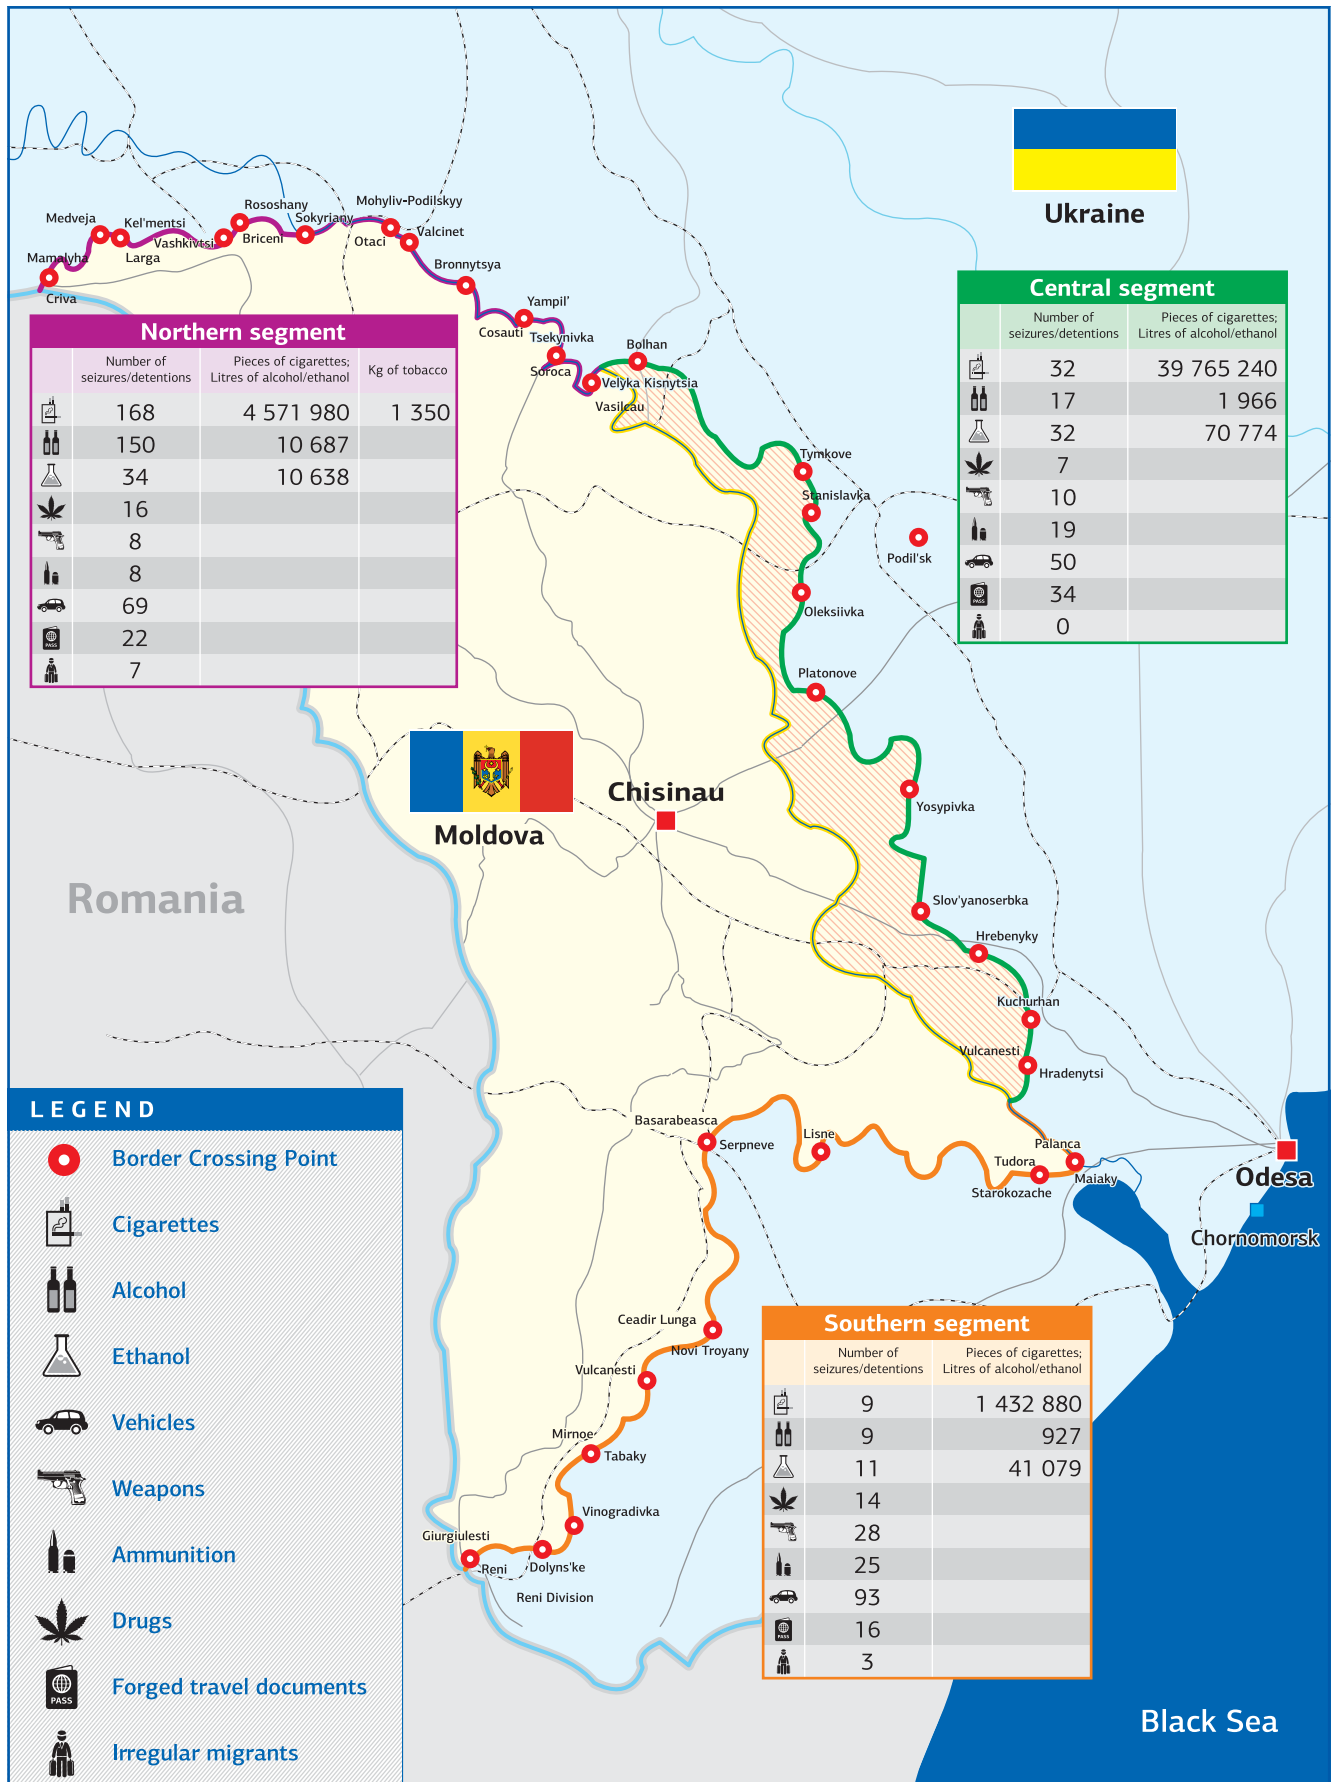 Ukraine
Mohyliv-Podilskyy
Rososhany
Medveja
Kel'mentsi
Sokyriany
Vashkivtsi
Briceni
Otaci
Valcinet
Mamalyha
Larga
Bronnytsya
Criva
Yampil'
Cosauti
Tsekynivka
Bolhan
Soroca
Velyka Kisnytsia
Vasilcau
Northern segment
Number of
seizures/detentions
Pieces of cigarettes;
Litres of alcohol/ethanol
Kg of tobacco
168 4 571 980 1 350
150 10 687
34 10 638
16
8
8
69
PASS 22
7
Central segment
Number of
seizures/detentions
Pieces of cigarettes;
Litres of alcohol/ethanol
32 39 765 240
17 1 966
32 70 774
7
10
19
50
PASS 34
0
Tymkove
Stanislavka
Podil'sk
Oleksiivka
Platonove
Chisinau
Yosypivka
Moldova
Romania
Slov'yanoserbka
Hrebenyky
Kuchurhan
Vulcanesti
Hradenytsi
Basarabeasca
Serpneve
Lisne
Palanca
Tudora
Maiaky
Starokozache
Odesa
Chornomorsk
Ceadir Lunga
Novi Troyany
Vulcanesti
Mirnoe
Tabaky
Vinogradivka
Giurgiulesti
Reni
Dolyns'ke
Reni Division
Southern segment
Number of
seizures/detentions
Pieces of cigarettes;
Litres of alcohol/ethanol
9 1 432 880
9 927
11 41 079
14
28
25
93
PASS 16
3
Black Sea
LEGEND
Border Crossing Point
Cigarettes
Alcohol
Ethanol
Vehicles
Weapons
Ammunition
Drugs
PASS Forged travel documents
Irregular migrants